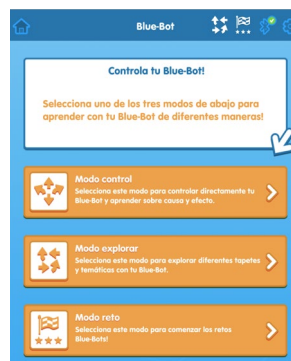 Blue-Bot
Controla tu Blue-Bot!
Selecciona uno de los tres modos de abajo para
aprender con tu Blue-Bot de diferentes maneras!
Modo control
Selecciona este modo para controlar directamente tu
Blue-Bot y aprender sobre causa y efecto.
Modo explorar
Selecciona este modo para explorar diferentes tapetes
y temáticas con tu Blue-Bot.
Modo reto
Selecciona este modo para comenzar los retos
Blue-Bots!